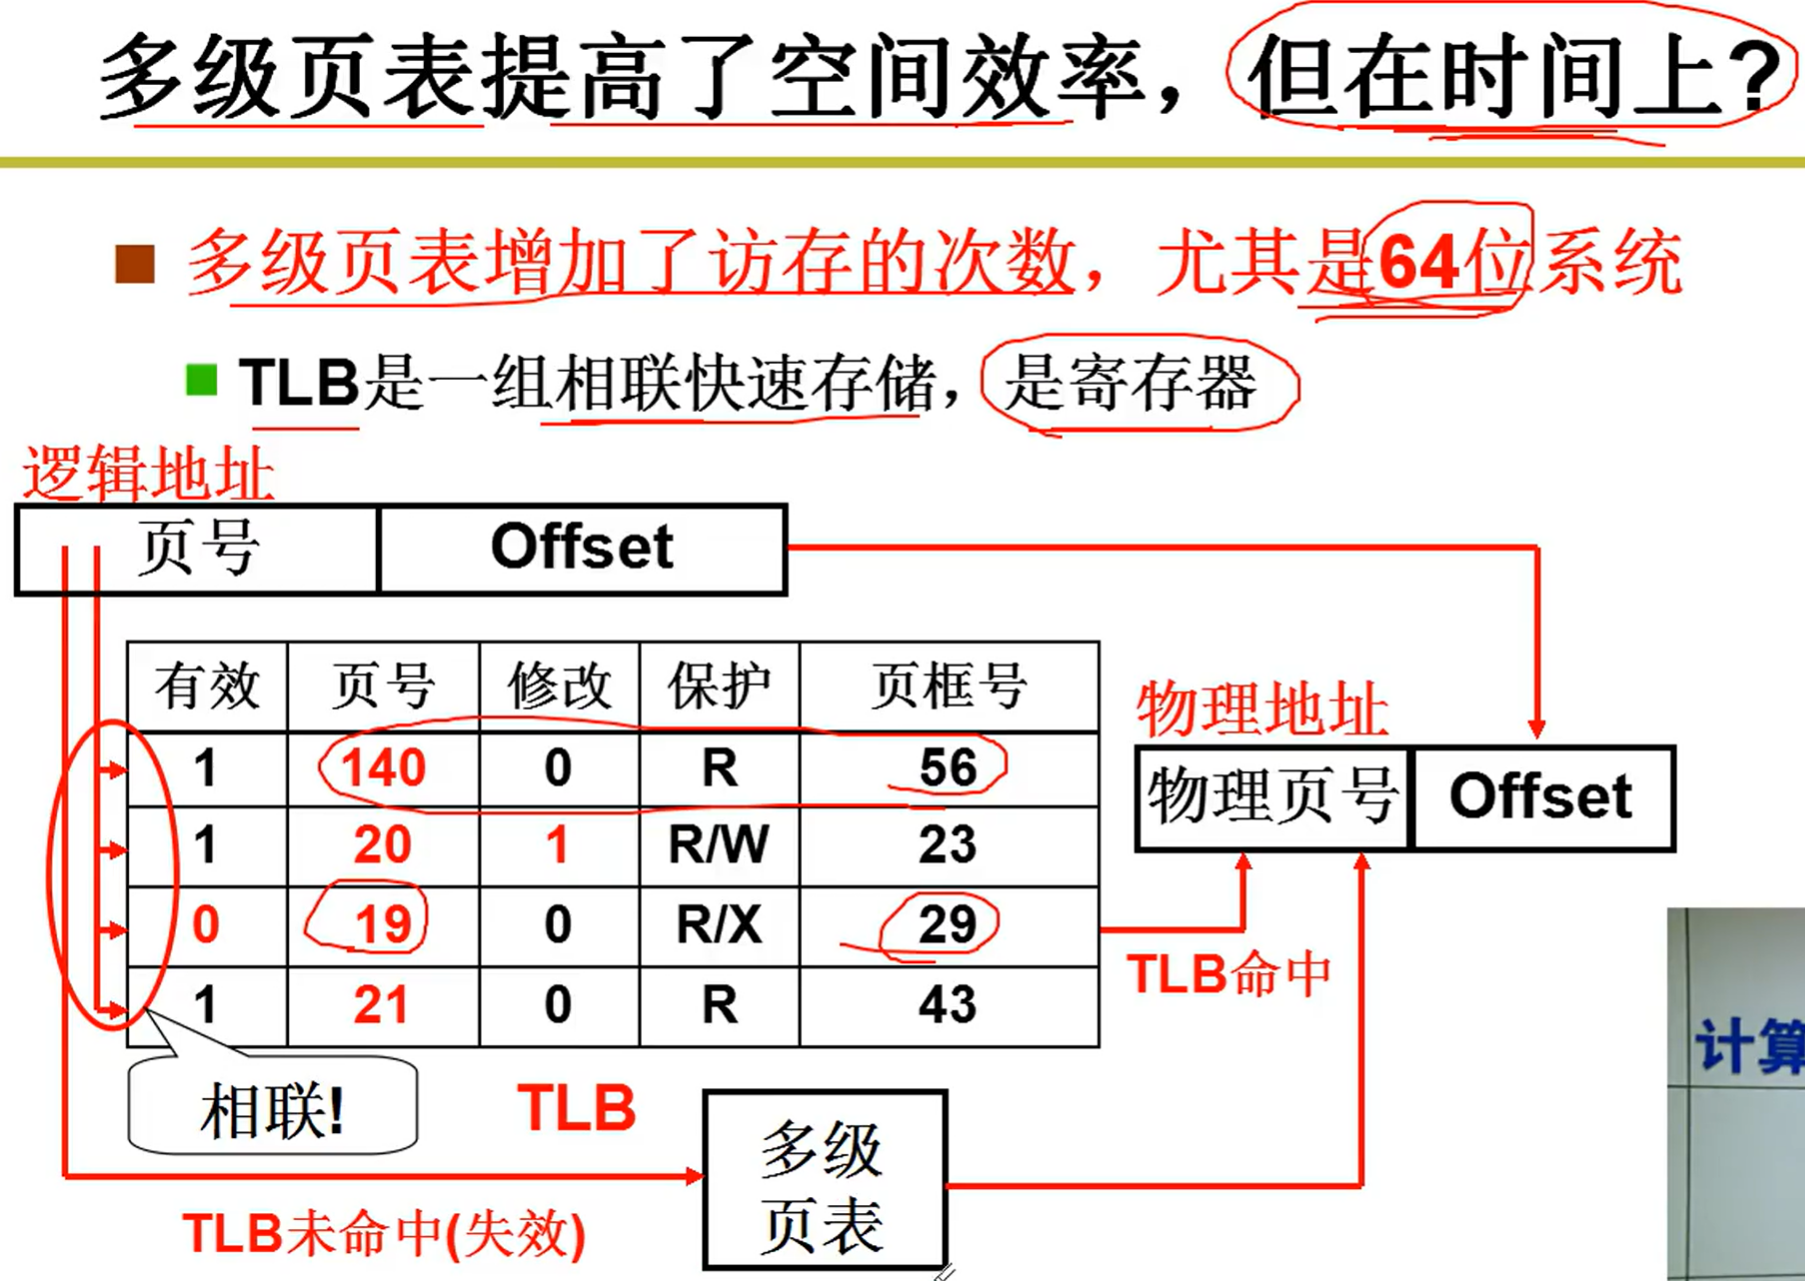 多级页表提高了空间效率，但在时间上?
多级页表增加了访存的次数，尤其是64位系统
TLB是一组相联快速存储，是寄存器
逻辑地址
页号 Offset
有效 页号 修改 保护 页框号
1 140 0 R 56
1 20 1 R/W 23
0 19 0 R/X 29
1 21 0 R 43
物理地址
物理页号 Offset
TLB命中
相联!
TLB
多级
页表
TLB未命中(失效)
计算